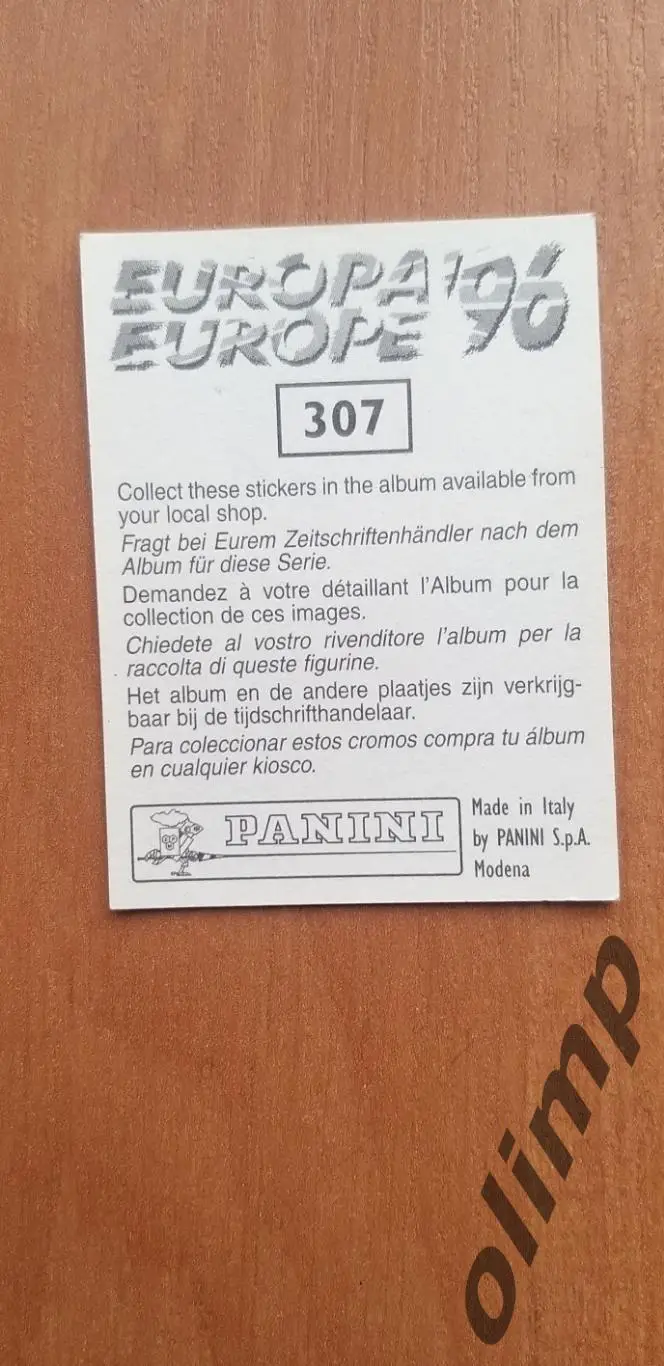 EUROPA '96
EUROPE
307
Collect these stickers in the album available from
your local shop.
Fragt bei Eurem Zeitschriftenhändler nach dem
Album für diese Serie.
Demandez à votre détaillant l'Album pour la
collection de ces images.
Chiedete al vostro rivenditore l'album per la
raccolta di queste figurine.
Het album en de andere plaatjes zijn verkrijg-
baar bij de tijdschrifthandelaar.
Para coleccionar estos cromos compra tu álbum
en cualquier kiosco.
PANINI
Made in Italy
by PANINI S.p.A.
Modena
olimp